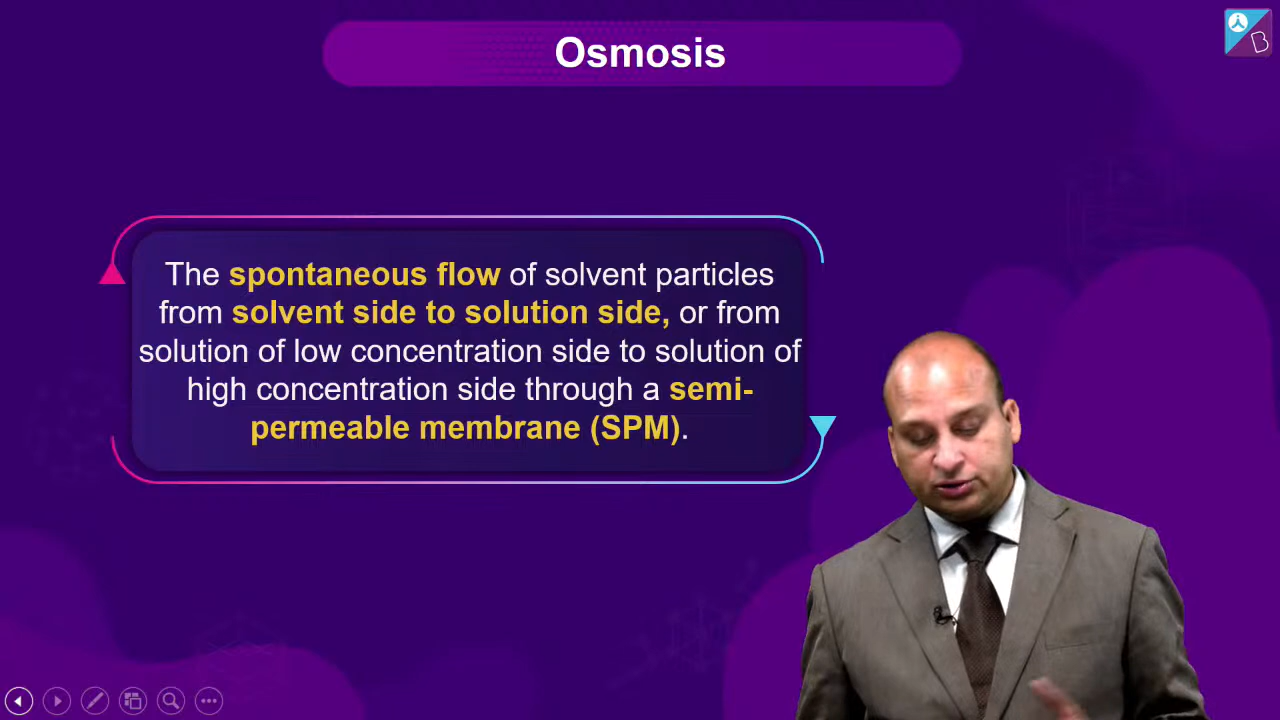 Osmosis
The spontaneous flow of solvent particles
from solvent side to solution side, or from
solution of low concentration side to solution of
high concentration side through a semi-
permeable membrane (SPM).
B